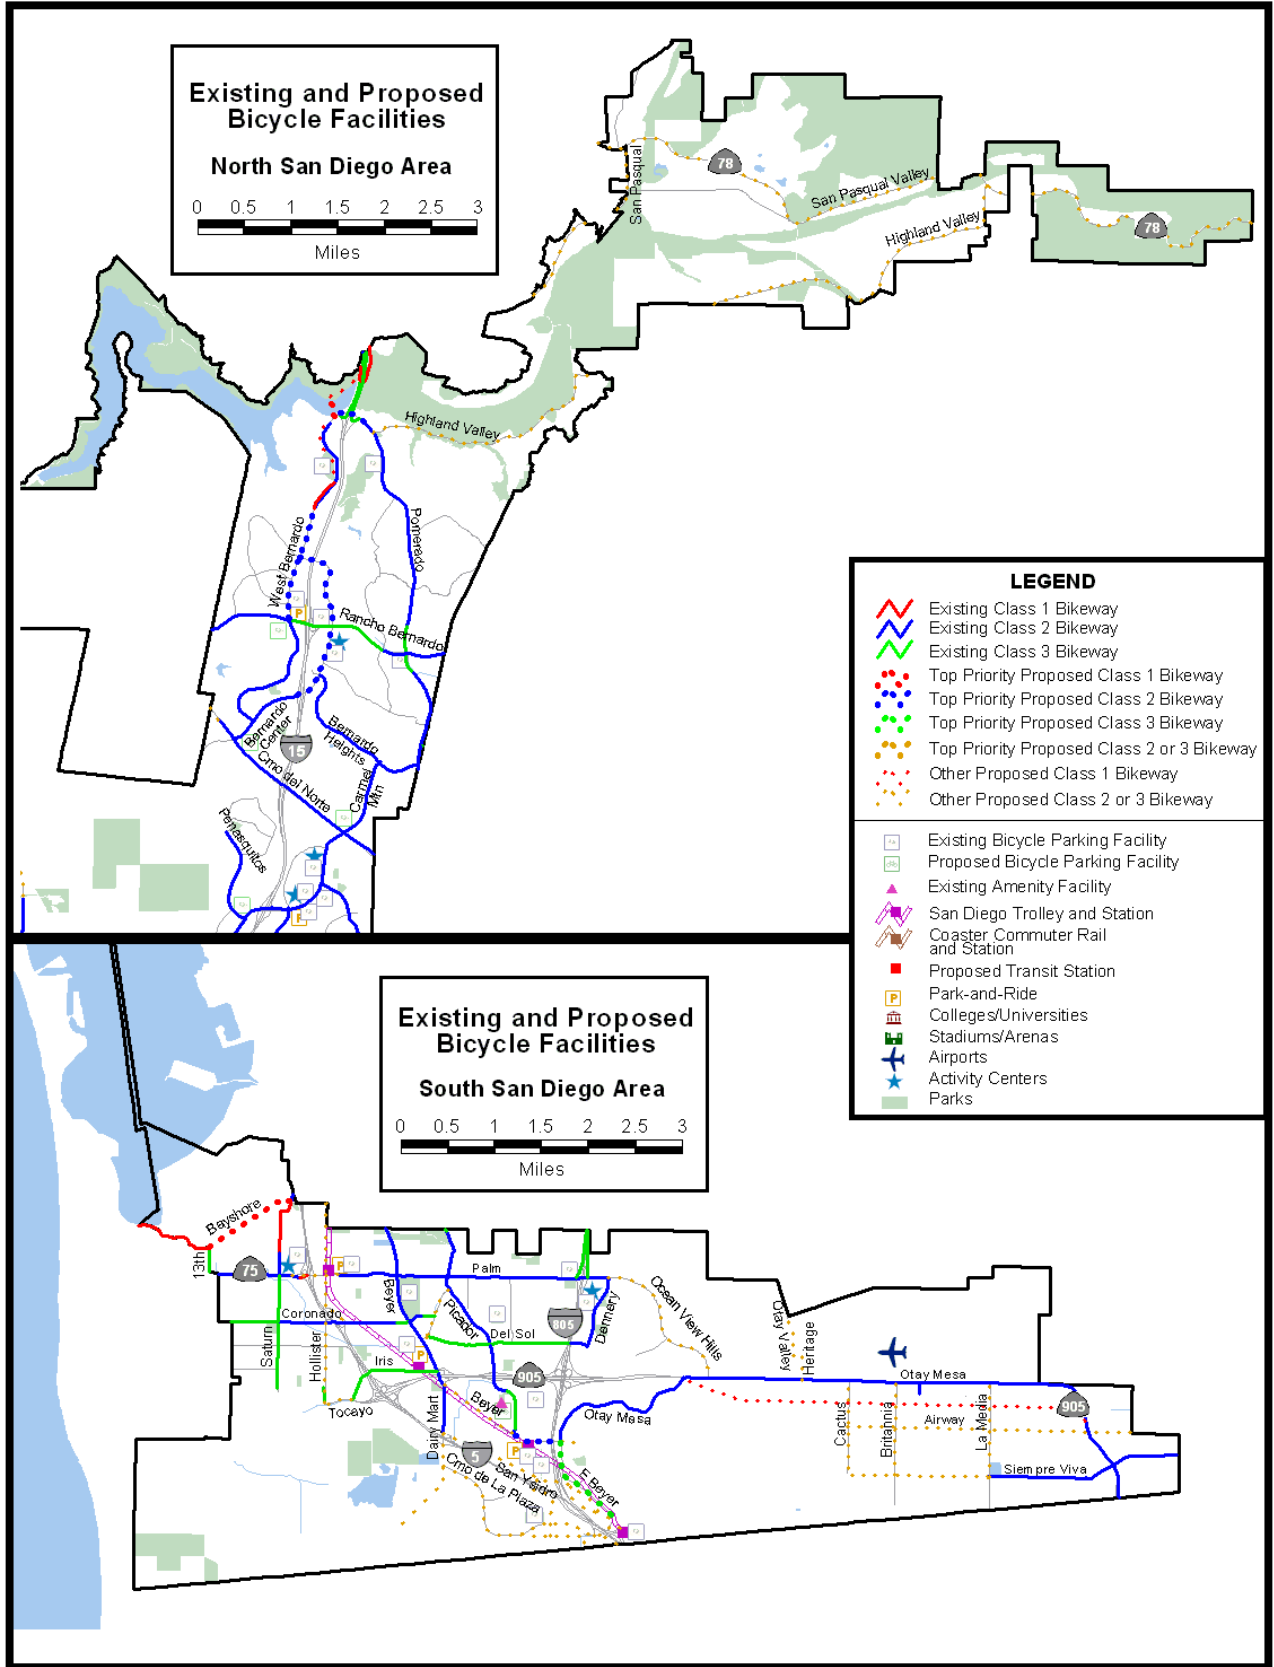 Existing and Proposed
Bicycle Facilities
North San Diego Area
0 0.5 1 1.5 2 2.5 3
Miles
San Pasqual
78
San Pasqual Valley
Highland Valley
78
Highland Valley
Pomerado
West Bernardo
Rancho Bernardo
Bernardo
Center
Bernardo
Heights
15
Cmo del Norte
Carmel
Mtn
Penasquitos
P
P
LEGEND
Existing Class 1 Bikeway
Existing Class 2 Bikeway
Existing Class 3 Bikeway
Top Priority Proposed Class 1 Bikeway
Top Priority Proposed Class 2 Bikeway
Top Priority Proposed Class 3 Bikeway
Top Priority Proposed Class 2 or 3 Bikeway
Other Proposed Class 1 Bikeway
Other Proposed Class 2 or 3 Bikeway
Existing Bicycle Parking Facility
Proposed Bicycle Parking Facility
Existing Amenity Facility
San Diego Trolley and Station
Coaster Commuter Rail
and Station
Proposed Transit Station
P
Park-and-Ride
Colleges/Universities
Stadiums/Arenas
Airports
Activity Centers
Parks
Existing and Proposed
Bicycle Facilities
South San Diego Area
0 0.5 1 1.5 2 2.5 3
Miles
Bayshore
13th
75
P
Palm
Beyer
Picador
Coronado
Saturn
Hollister
Iris
P
Del Sol
805
Dennery
Ocean View Hills
Otay Valley
Heritage
905
Otay Mesa
Tocayo
Dairy Mart
Beyer
Otay Mesa
Cactus
Britannia
Airway
La Media
905
5
P
San Ysidro
Cmo de La Plaza
E Beyer
Siempre Viva